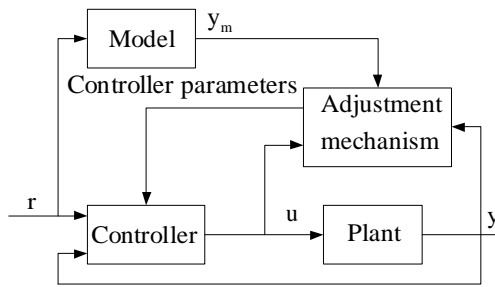 y_m
Model
Controller parameters
Adjustment
mechanism
r
u
y
Controller
Plant